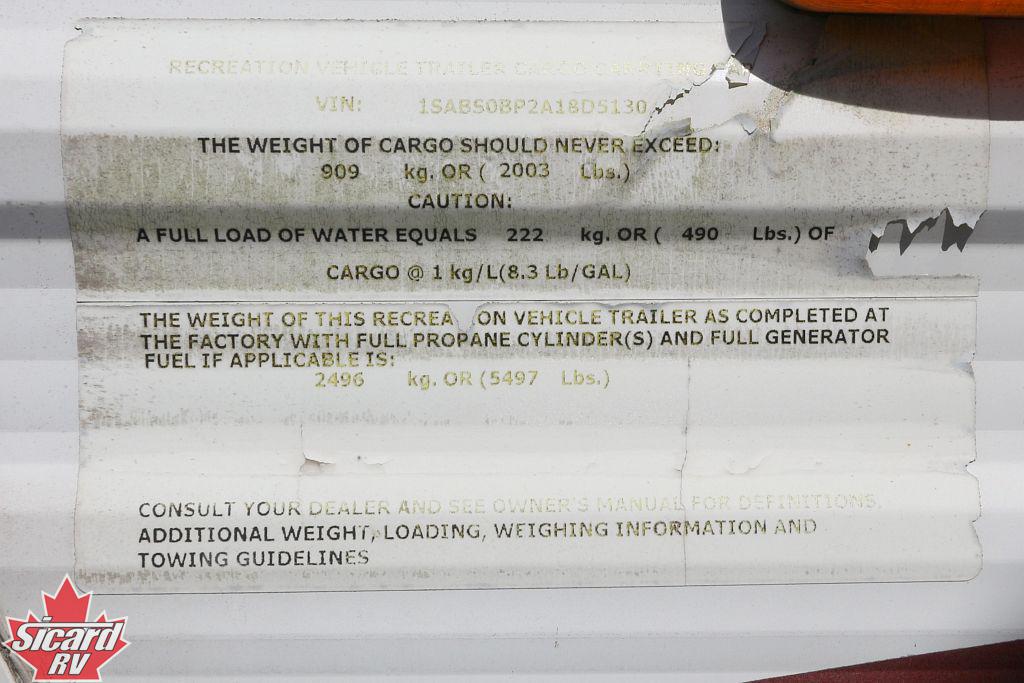 RECREATION VEHICLE TRAILER CARGO CARRYING CAP
VIN: 1SABS0BP2A18D5130
THE WEIGHT OF CARGO SHOULD NEVER EXCEED:
909 kg. OR ( 2003 Lbs.)
CAUTION:
A FULL LOAD OF WATER EQUALS 222 kg. OR ( 490 Lbs.) OF
CARGO @ 1 kg/L(8.3 Lb/GAL)
THE WEIGHT OF THIS RECREA ON VEHICLE TRAILER AS COMPLETED AT
THE FACTORY WITH FULL PROPANE CYLINDER(S) AND FULL GENERATOR
FUEL IF APPLICABLE IS:
2496 kg. OR (5497 Lbs.)
CONSULT YOUR DEALER AND SEE OWNER'S MANUAL FOR DEFINITIONS,
ADDITIONAL WEIGHT, LOADING, WEIGHING INFORMATION AND
TOWING GUIDELINES
Sicard
RV